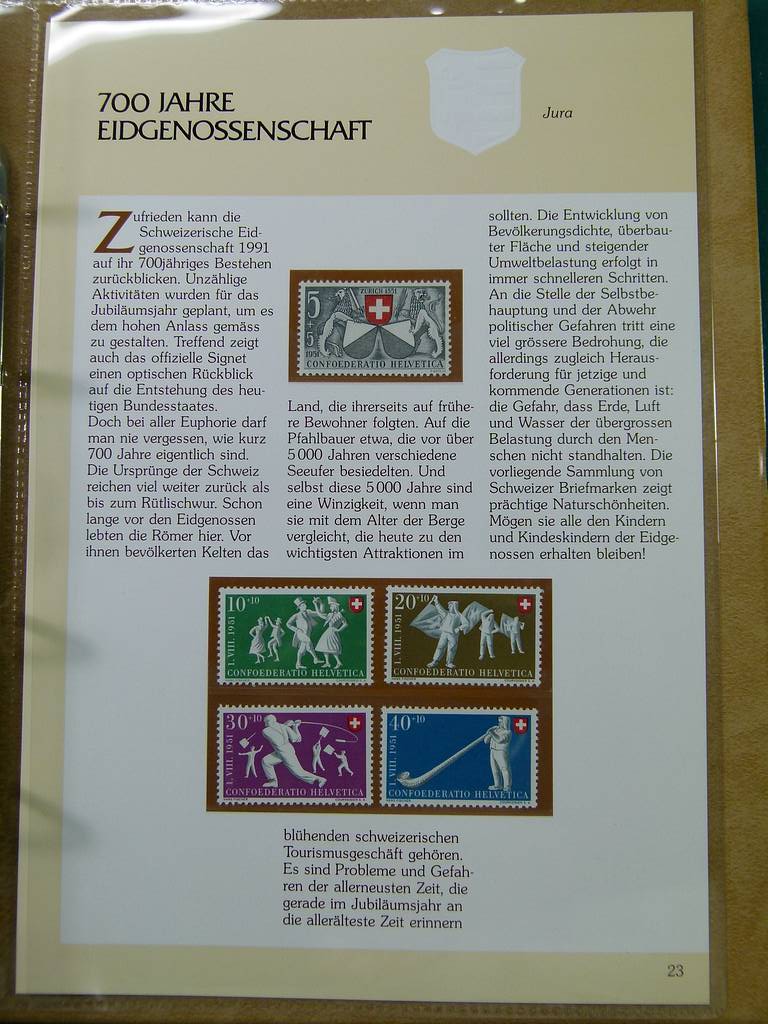 700 JAHRE
EIDGENOSSENSCHAFT
Jura
Zufrieden kann die
Schweizerische Eid-
genossenschaft 1991
auf ihr 700jähriges Bestehen
zurückblicken. Unzählige
Aktivitäten wurden für das
Jubiläumsjahr geplant, um es
dem hohen Anlass gemäss
zu gestalten. Treffend zeigt
auch das offizielle Signet
einen optischen Rückblick
auf die Entstehung des heu-
tigen Bundesstaates.
Doch bei aller Euphorie darf
man nie vergessen, wie kurz
700 Jahre eigentlich sind.
Die Ursprünge der Schweiz
reichen viel weiter zurück als
bis zum Rütlischwur. Schon
lange vor den Eidgenossen
lebten die Römer hier. Vor
ihnen bevölkerten Kelten das
ZÜRICH 1351
5
+5
1951
CONFOEDERATIO HELVETICA
Land, die ihrerseits auf frühe-
re Bewohner folgten. Auf die
Pfahlbauer etwa, die vor über
5000 Jahren verschiedene
Seeufer besiedelten. Und
selbst diese 5000 Jahre sind
eine Winzigkeit, wenn man
sie mit dem Alter der Berge
vergleicht, die heute zu den
wichtigsten Attraktionen im
10+10
1. VIII. 1951
CONFOEDERATIO HELVETICA
20+10
1. VIII. 1951
CONFOEDERATIO HELVETICA
30+10
1. VIII. 1951
CONFOEDERATIO HELVETICA
40+10
1. VIII. 1951
CONFOEDERATIO HELVETICA
blühenden schweizerischen
Tourismusgeschäft gehören.
Es sind Probleme und Gefah-
ren der allerneusten Zeit, die
gerade im Jubiläumsjahr an
die allerälteste Zeit erinnern
sollten. Die Entwicklung von
Bevölkerungsdichte, überbau-
ter Fläche und steigender
Umweltbelastung erfolgt in
immer schnelleren Schritten.
An die Stelle der Selbstbe-
hauptung und der Abwehr
politischer Gefahren tritt eine
viel grössere Bedrohung, die
allerdings zugleich Heraus-
forderung für jetzige und
kommende Generationen ist:
die Gefahr, dass Erde, Luft
und Wasser der übergrossen
Belastung durch den Men-
schen nicht standhalten. Die
vorliegende Sammlung von
Schweizer Briefmarken zeigt
prächtige Naturschönheiten.
Mögen sie alle den Kindern
und Kindeskindern der Eidge-
nossen erhalten bleiben!
23